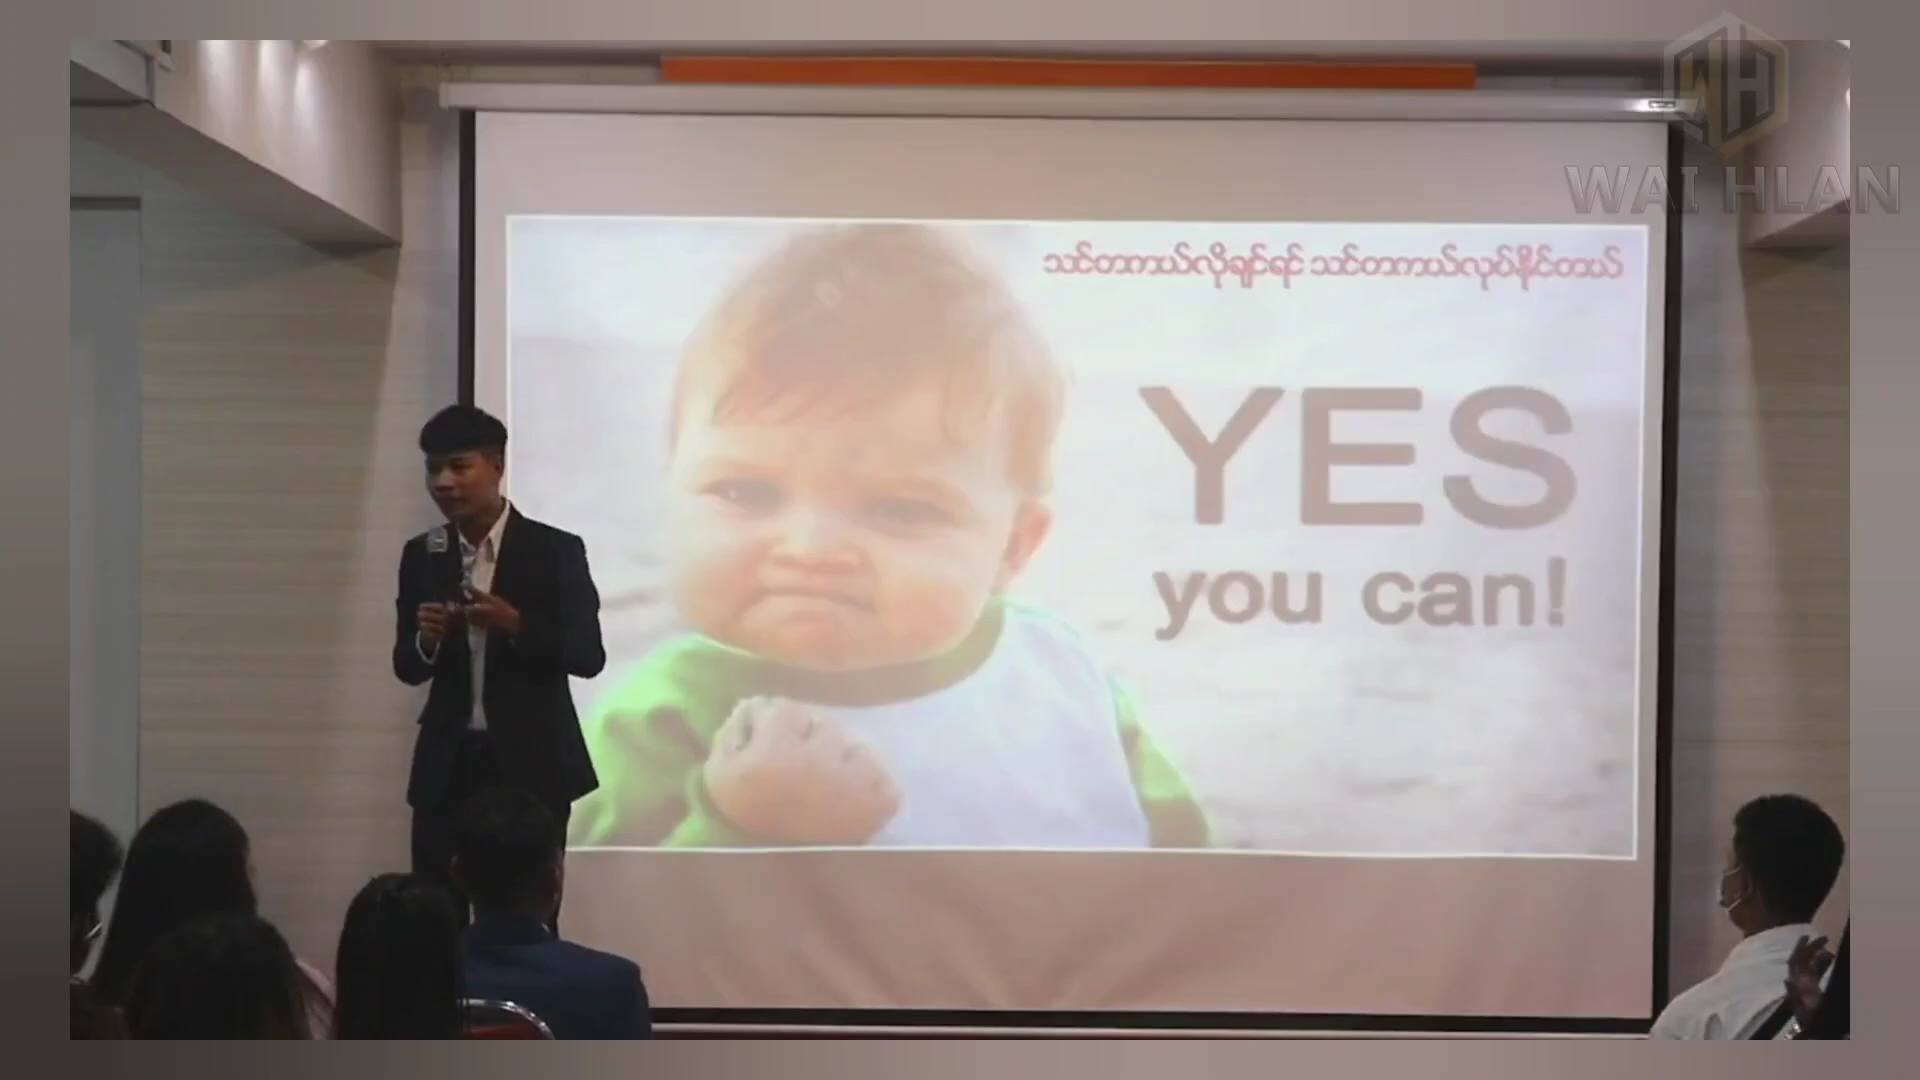 WH
WAI HLAN
သင်တကယ်လိုချင်ရင် သင်တကယ်လုပ်နိုင်တယ်
YES
you can!